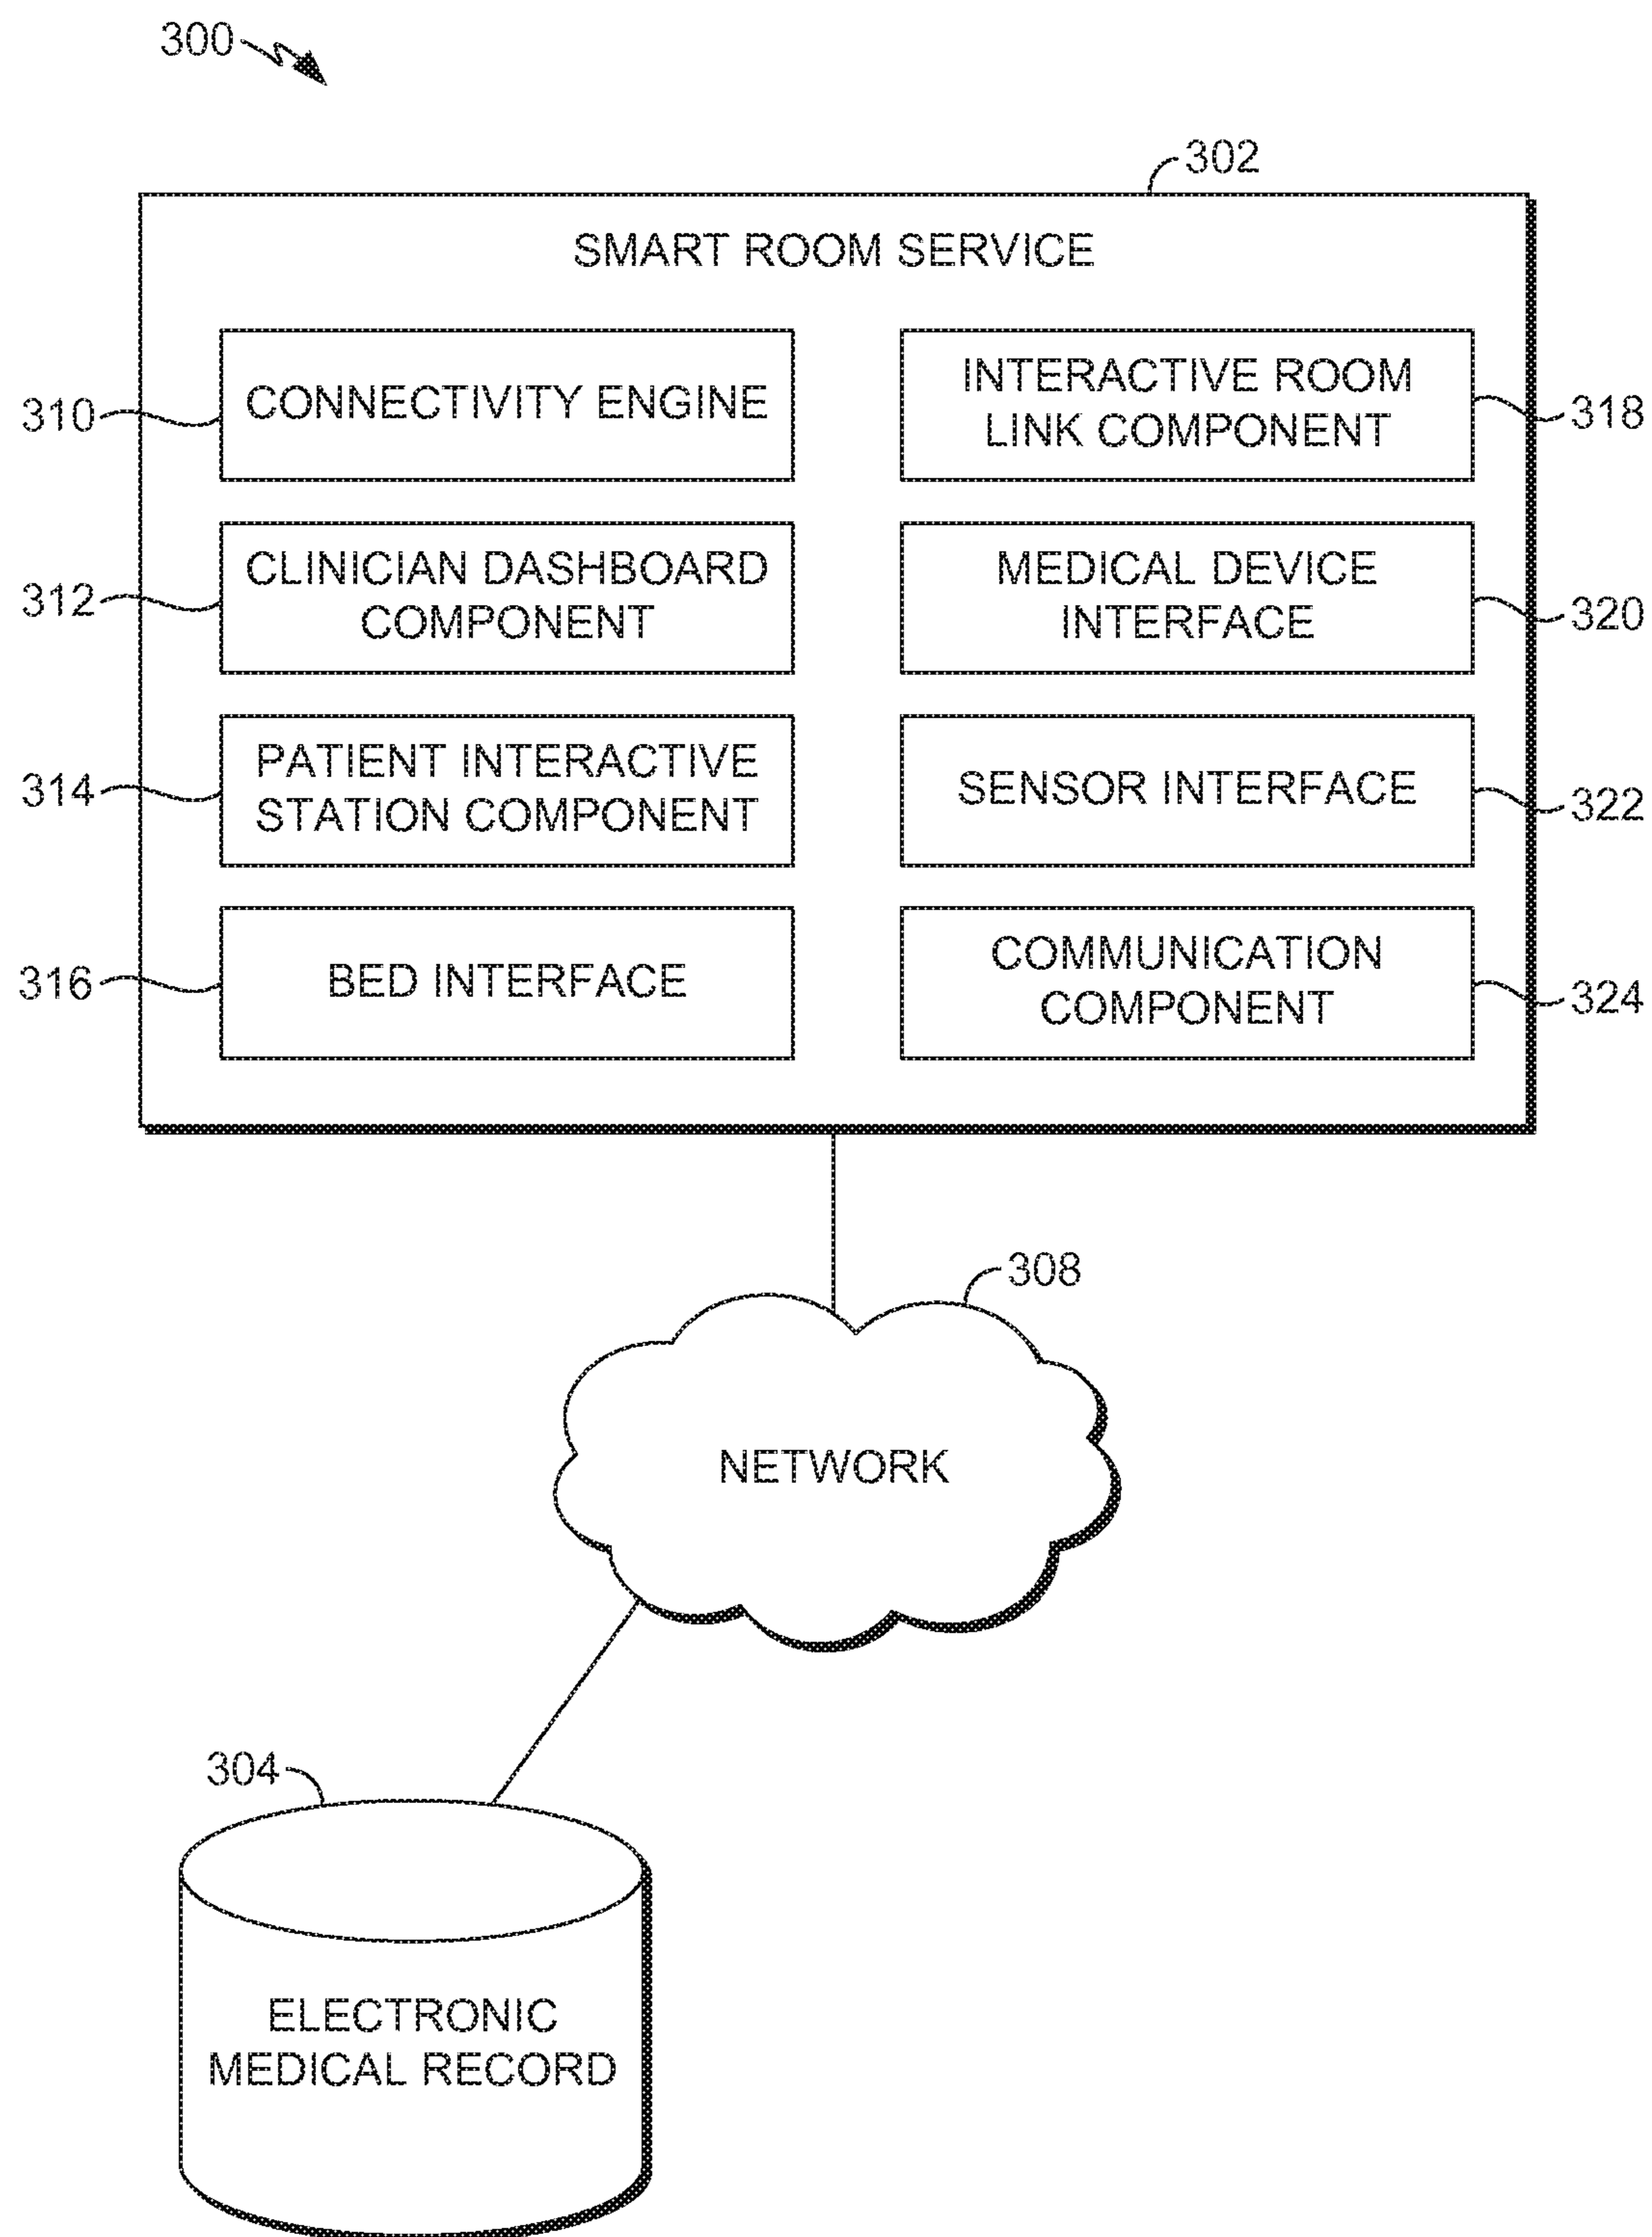 300
302
SMART ROOM SERVICE
310
CONNECTIVITY ENGINE
INTERACTIVE ROOM
LINK COMPONENT
318
312
CLINICIAN DASHBOARD
COMPONENT
MEDICAL DEVICE
INTERFACE
320
314
PATIENT INTERACTIVE
STATION COMPONENT
SENSOR INTERFACE
322
316
BED INTERFACE
COMMUNICATION
COMPONENT
324
308
NETWORK
304
ELECTRONIC
MEDICAL RECORD